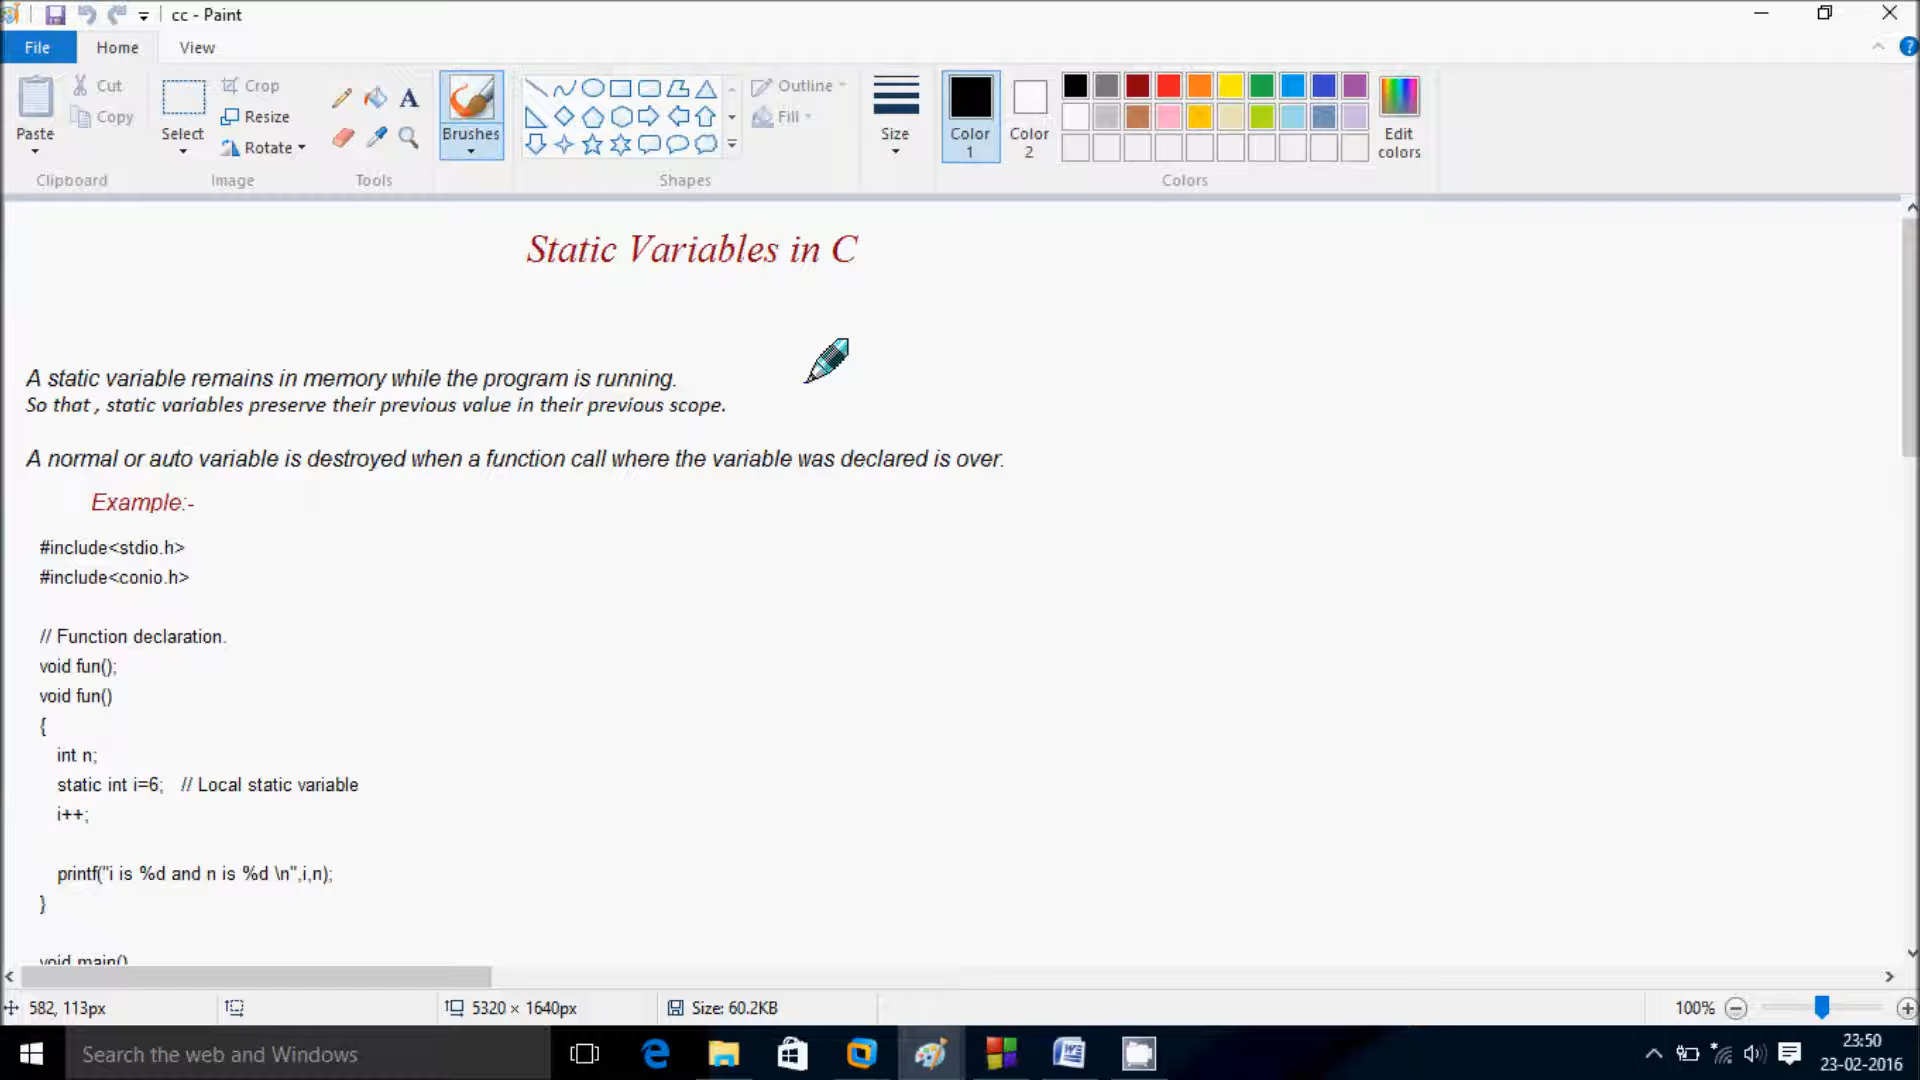 cc - Paint
File Home View
Paste
Cut
Copy
Clipboard
Select
Crop
Resize
Rotate
Image
A
Tools
Brushes
Shapes
Outline
Fill
Size
Color 1
Color 2
Edit colors
Colors
Static Variables in C
A static variable remains in memory while the program is running.
So that , static variables preserve their previous value in their previous scope.
A normal or auto variable is destroyed when a function call where the variable was declared is over.
Example:-
#include<stdio.h>
#include<conio.h>
// Function declaration.
void fun();
void fun()
{
int n;
static int i=6; // Local static variable
i++;
printf("i is %d and n is %d \n",i,n);
}
void main()
582, 113px
5320 × 1640px
Size: 60.2KB
100%
Search the web and Windows
23:50
23-02-2016